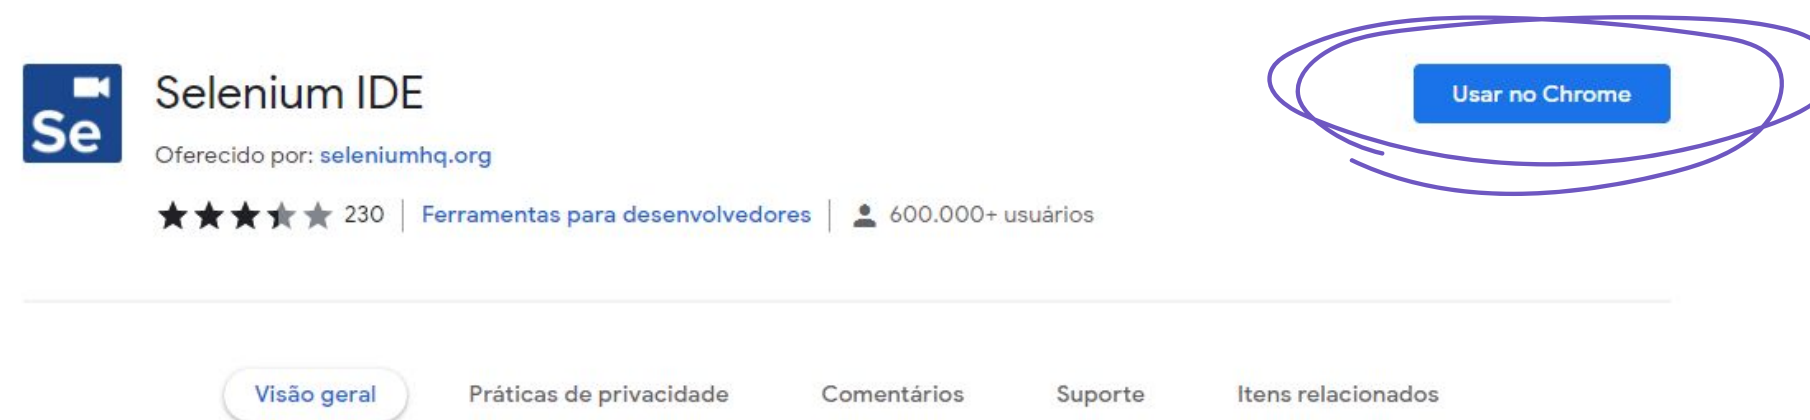 Se
Selenium IDE
Usar no Chrome
Oferecido por: seleniumhq.org
230 Ferramentas para desenvolvedores 600.000+ usuários
Visão geral Práticas de privacidade Comentários Suporte Itens relacionados